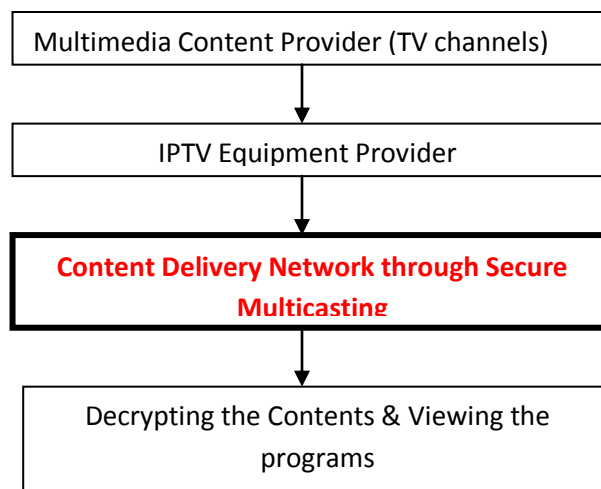 Multimedia Content Provider (TV channels)
IPTV Equipment Provider
Content Delivery Network through Secure
Multicasting
Decrypting the Contents & Viewing the
programs